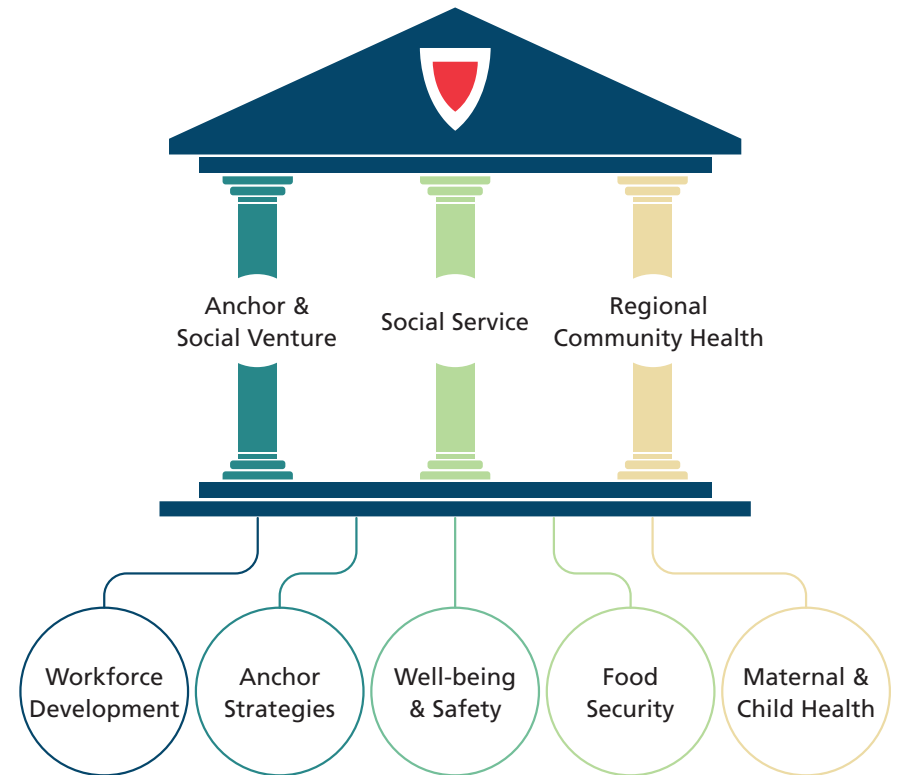 Anchor &
Social Venture
Social Service
Regional
Community Health
Workforce
Development
Anchor
Strategies
Well-being
& Safety
Food
Security
Maternal &
Child Health